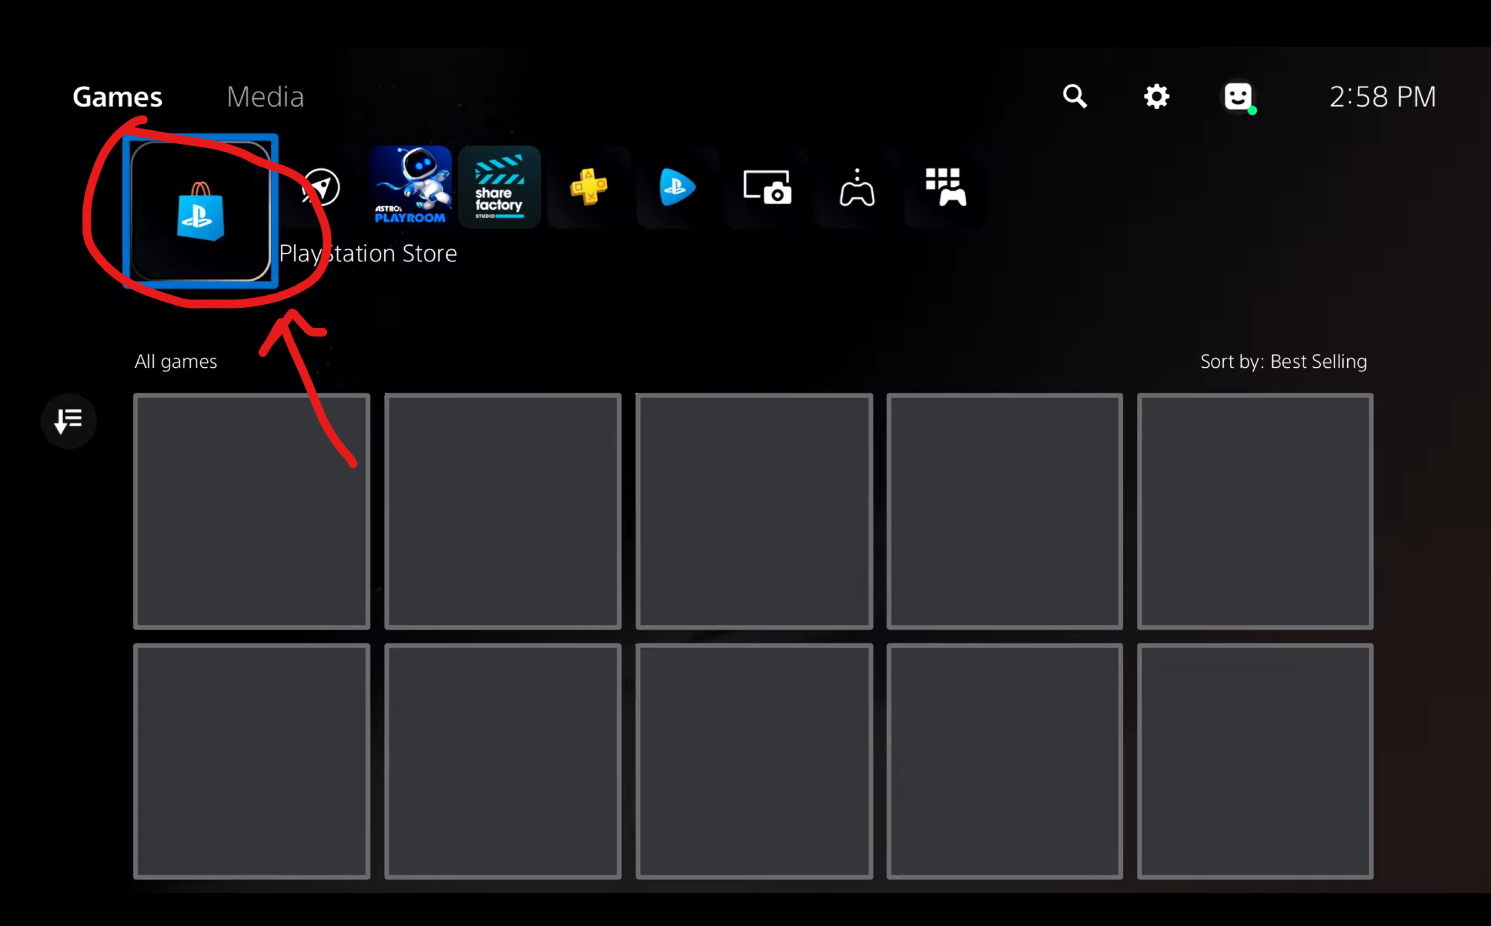 Games Media 2:58 PM
ASTRO's
PLAYROOM
share
factory
STUDIO
PlayStation Store
All games Sort by: Best Selling